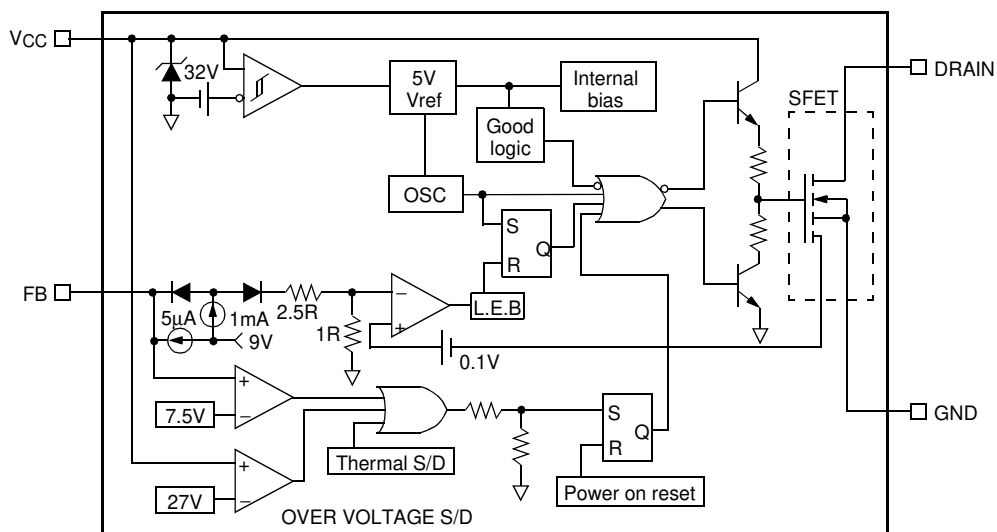 VCC
DRAIN
32V
5V
Vref
Internal
bias
SFET
Good
logic
OSC
S
Q
R
FB
5µA
1mA
2.5R
9V
1R
−
+
L.E.B
0.1V
+
−
7.5V
S
Q
R
GND
Thermal S/D
+
−
27V
Power on reset
OVER VOLTAGE S/D